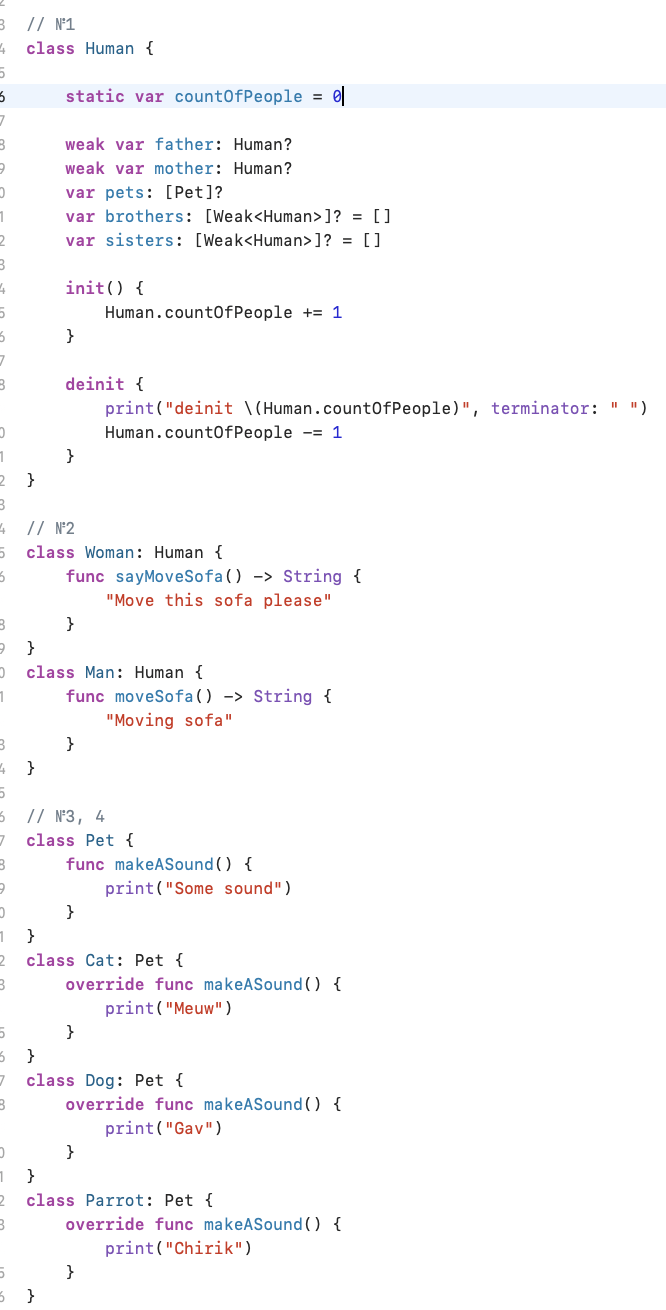 // №1
class Human {
static var countOfPeople = 0
weak var father: Human?
weak var mother: Human?
var pets: [Pet]?
var brothers: [Weak<Human>]? = []
var sisters: [Weak<Human>]? = []
init() {
Human.countOfPeople += 1
}
deinit {
print("deinit \(Human.countOfPeople)", terminator: " ")
Human.countOfPeople -= 1
}
}
// №2
class Woman: Human {
func sayMoveSofa() -> String {
"Move this sofa please"
}
}
class Man: Human {
func moveSofa() -> String {
"Moving sofa"
}
}
// №3, 4
class Pet {
func makeASound() {
print("Some sound")
}
}
class Cat: Pet {
override func makeASound() {
print("Meuw")
}
}
class Dog: Pet {
override func makeASound() {
print("Gav")
}
}
class Parrot: Pet {
override func makeASound() {
print("Chirik")
}
}